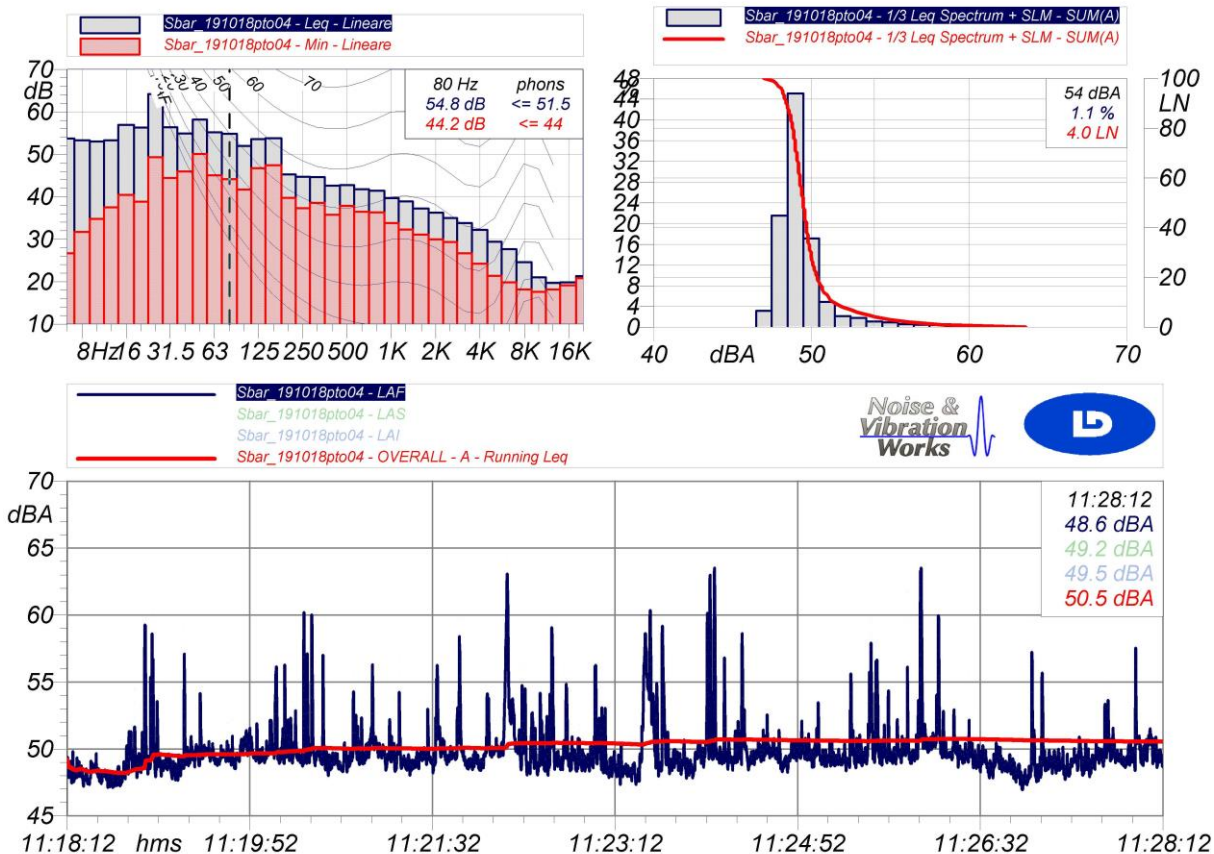 Sbar_191018pto04 - Leq - Lineare
Sbar_191018pto04 - Min - Lineare
70
dB
60
50
40
30
20
10
20 30 40 50 60 70
80 Hz phons
54.8 dB <= 51.5
44.2 dB <= 44
8Hz 16 31.5 63 125 250 500 1K 2K 4K 8K 16K
Sbar_191018pto04 - 1/3 Leq Spectrum + SLM - SUM(A)
Sbar_191018pto04 - 1/3 Leq Spectrum + SLM - SUM(A)
48
%
44
40
36
32
28
24
20
16
12
8
4
0
54 dBA
1.1 %
4.0 LN
100
LN
80
60
40
20
0
40 dBA 50 60 70
Sbar_191018pto04 - LAF
Sbar_191018pto04 - LAS
Sbar_191018pto04 - LAI
Sbar_191018pto04 - OVERALL - A - Running Leq
Noise &
Vibration
Works
LD
70
dBA
65
60
55
50
45
11:28:12
48.6 dBA
49.2 dBA
49.5 dBA
50.5 dBA
11:18:12 hms 11:19:52 11:21:32 11:23:12 11:24:52 11:26:32 11:28:12